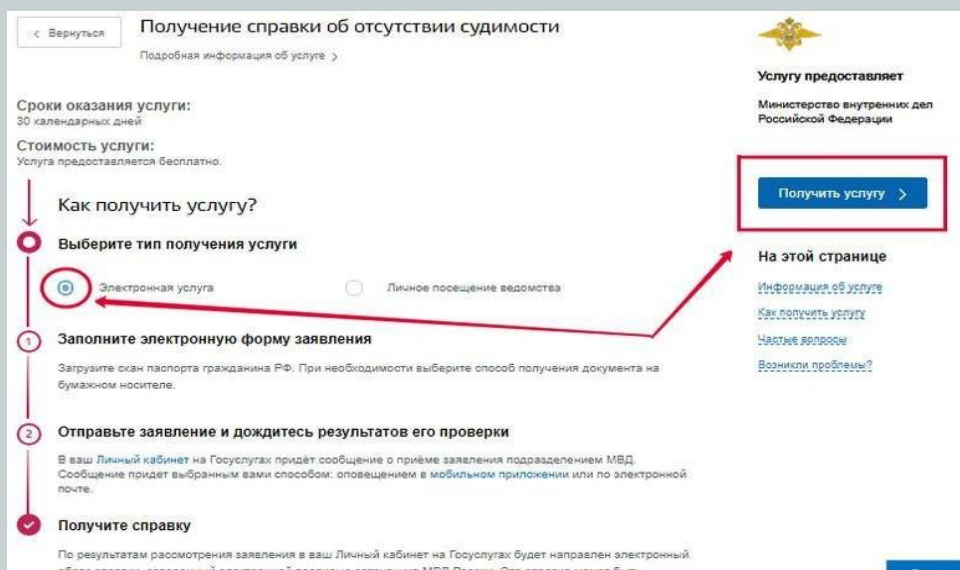 Вернуться
Получение справки об отсутствии судимости
Подробная информация об услуге
Сроки оказания услуги:
30 календарных дней
Стоимость услуги:
Услуга предоставляется бесплатно.
Как получить услугу?
Выберите тип получения услуги
Электронная услуга
Личное посещение ведомства
1
Заполните электронную форму заявления
Загрузите скан паспорта гражданина РФ. При необходимости выберите способ получения документа на
бумажном носителе.
2
Отправьте заявление и дождитесь результатов его проверки
В ваш Личный кабинет на Госуслугах придёт сообщение о приёме заявления подразделением МВД.
Сообщение придет выбранным вами способом: оповещением в мобильном приложении или по электронной
почте.
Получите справку
По результатам рассмотрения заявления в ваш Личный кабинет на Госуслугах будет направлен электронный
Услугу предоставляет
Министерство внутренних дел
Российской Федерации
Получить услугу
На этой странице
Информация об услуге
Как получить услугу
Частые вопросы
Возникли проблемы?